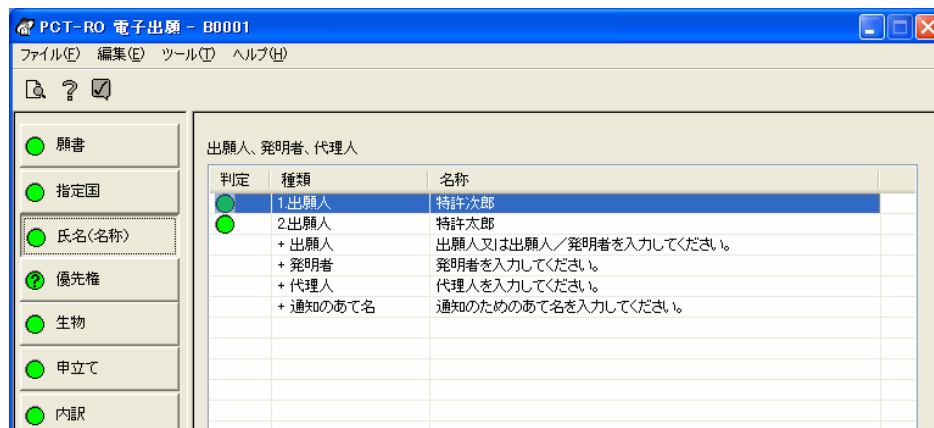 PCT-RO 電子出願 - B0001
ファイル(F) 編集(E) ツール(T) ヘルプ(H)
願書
指定国
氏名(名称)
優先権
生物
申立て
内訳
出願人、発明者、代理人
判定 種類 名称
1.出願人 特許次郎
2.出願人 特許太郎
+ 出願人 出願人又は出願人／発明者を入力してください。
+ 発明者 発明者を入力してください。
+ 代理人 代理人を入力してください。
+ 通知のあて名 通知のためのあて名を入力してください。